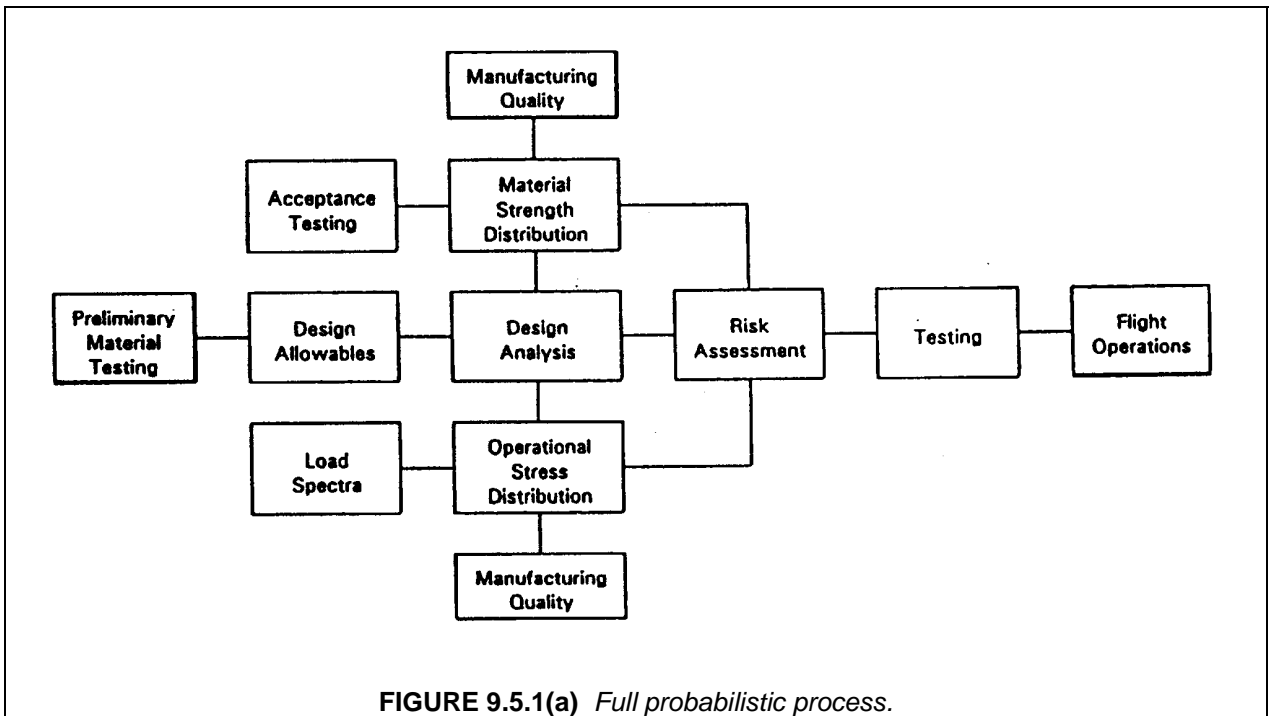 Manufacturing
Quality
Acceptance
Testing
Material
Strength
Distribution
Preliminary
Material
Testing
Design
Allowables
Design
Analysis
Risk
Assessment
Testing
Flight
Operations
Load
Spectra
Operational
Stress
Distribution
Manufacturing
Quality
FIGURE 9.5.1(a) Full probabilistic process.